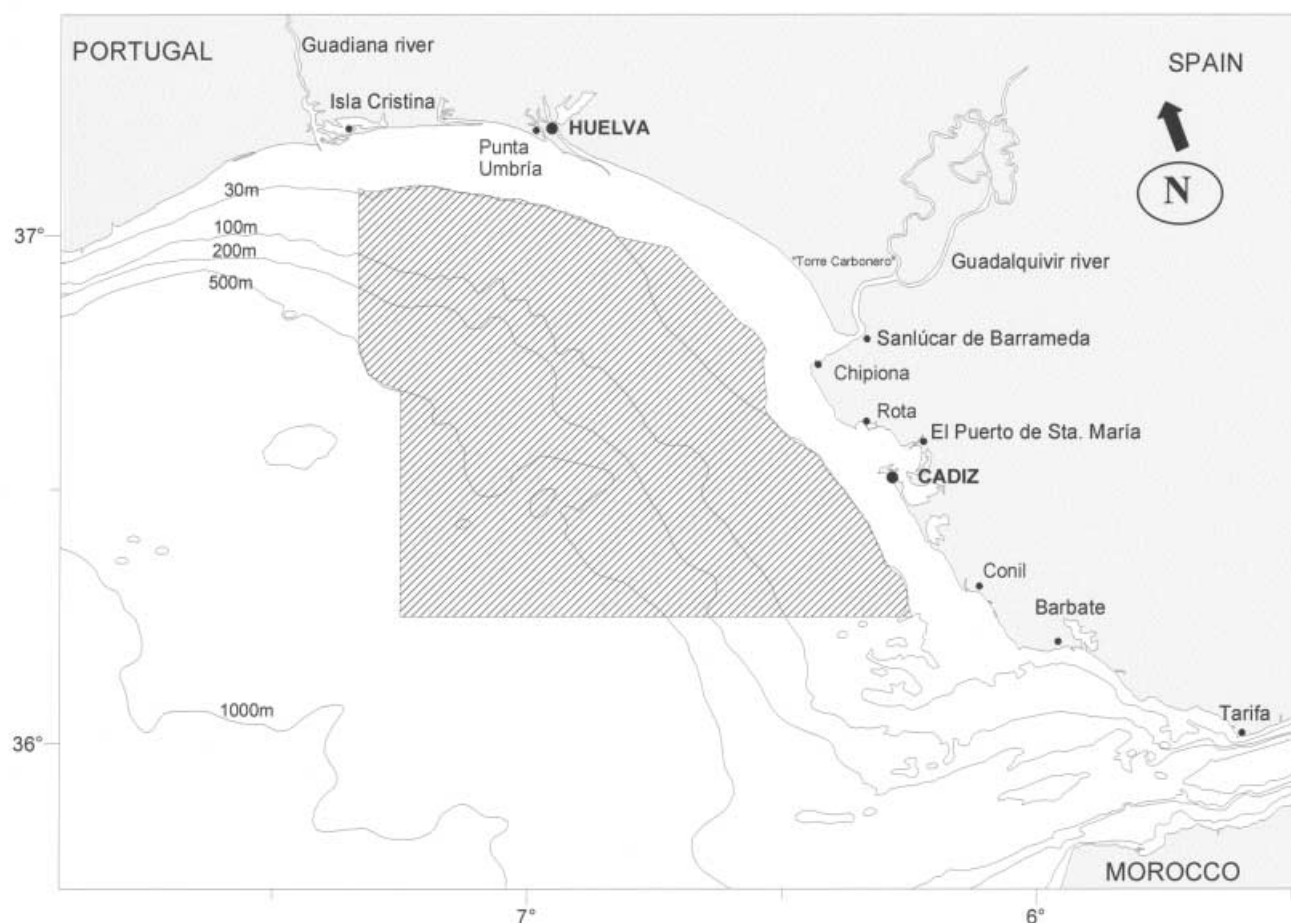 PORTUGAL
Guadiana river
SPAIN
Isla Cristina
HUELVA
Punta
Umbría
N
30m
37°
100m
200m
"Torre Carbonero"
Guadalquivir river
500m
Sanlúcar de Barrameda
Chipiona
Rota
El Puerto de Sta. María
CADIZ
Conil
Barbate
1000m
Tarifa
36°
MOROCCO
7°
6°